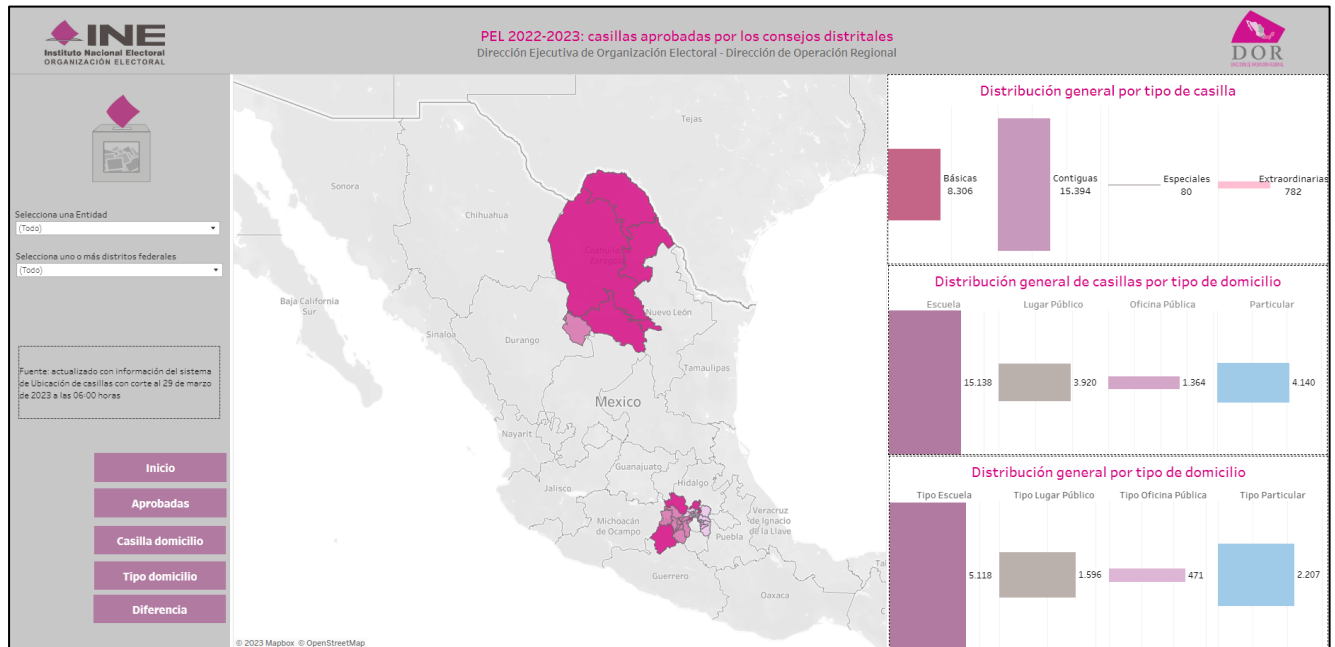 INE
Instituto Nacional Electoral
ORGANIZACIÓN ELECTORAL
PEL 2022-2023: casillas aprobadas por los consejos distritales
Dirección Ejecutiva de Organización Electoral - Dirección de Operación Regional
DOR
Selecciona una Entidad
(Todo)
Selecciona uno o más distritos federales
(Todo)
Fuente: actualizado con información del sistema
de Ubicación de casillas con corte al 29 de marzo
de 2023 a las 06:00 horas
Inicio
Aprobadas
Casilla domicilio
Tipo domicilio
Diferencia
Tejas
Sonora
Chihuahua
Coahuila de
Zaragoza
Baja California
Sur
Nuevo León
Sinaloa
Durango
Tamaulipas
Mexico
Nayarit
Guanajuato
Hidalgo
Jalisco
Michoacán
de Ocampo
Veracruz
de Ignacio
de la Llave
Puebla
Guerrero
Oaxaca
© 2023 Mapbox © OpenStreetMap
Distribución general por tipo de casilla
Básicas
8.306
Contiguas
15.394
Especiales
80
Extraordinarias
782
Distribución general de casillas por tipo de domicilio
Escuela Lugar Público Oficina Pública Particular
15.138 3.920 1.364 4.140
Distribución general por tipo de domicilio
Tipo Escuela Tipo Lugar Público Tipo Oficina Pública Tipo Particular
5.118 1.596 471 2.207